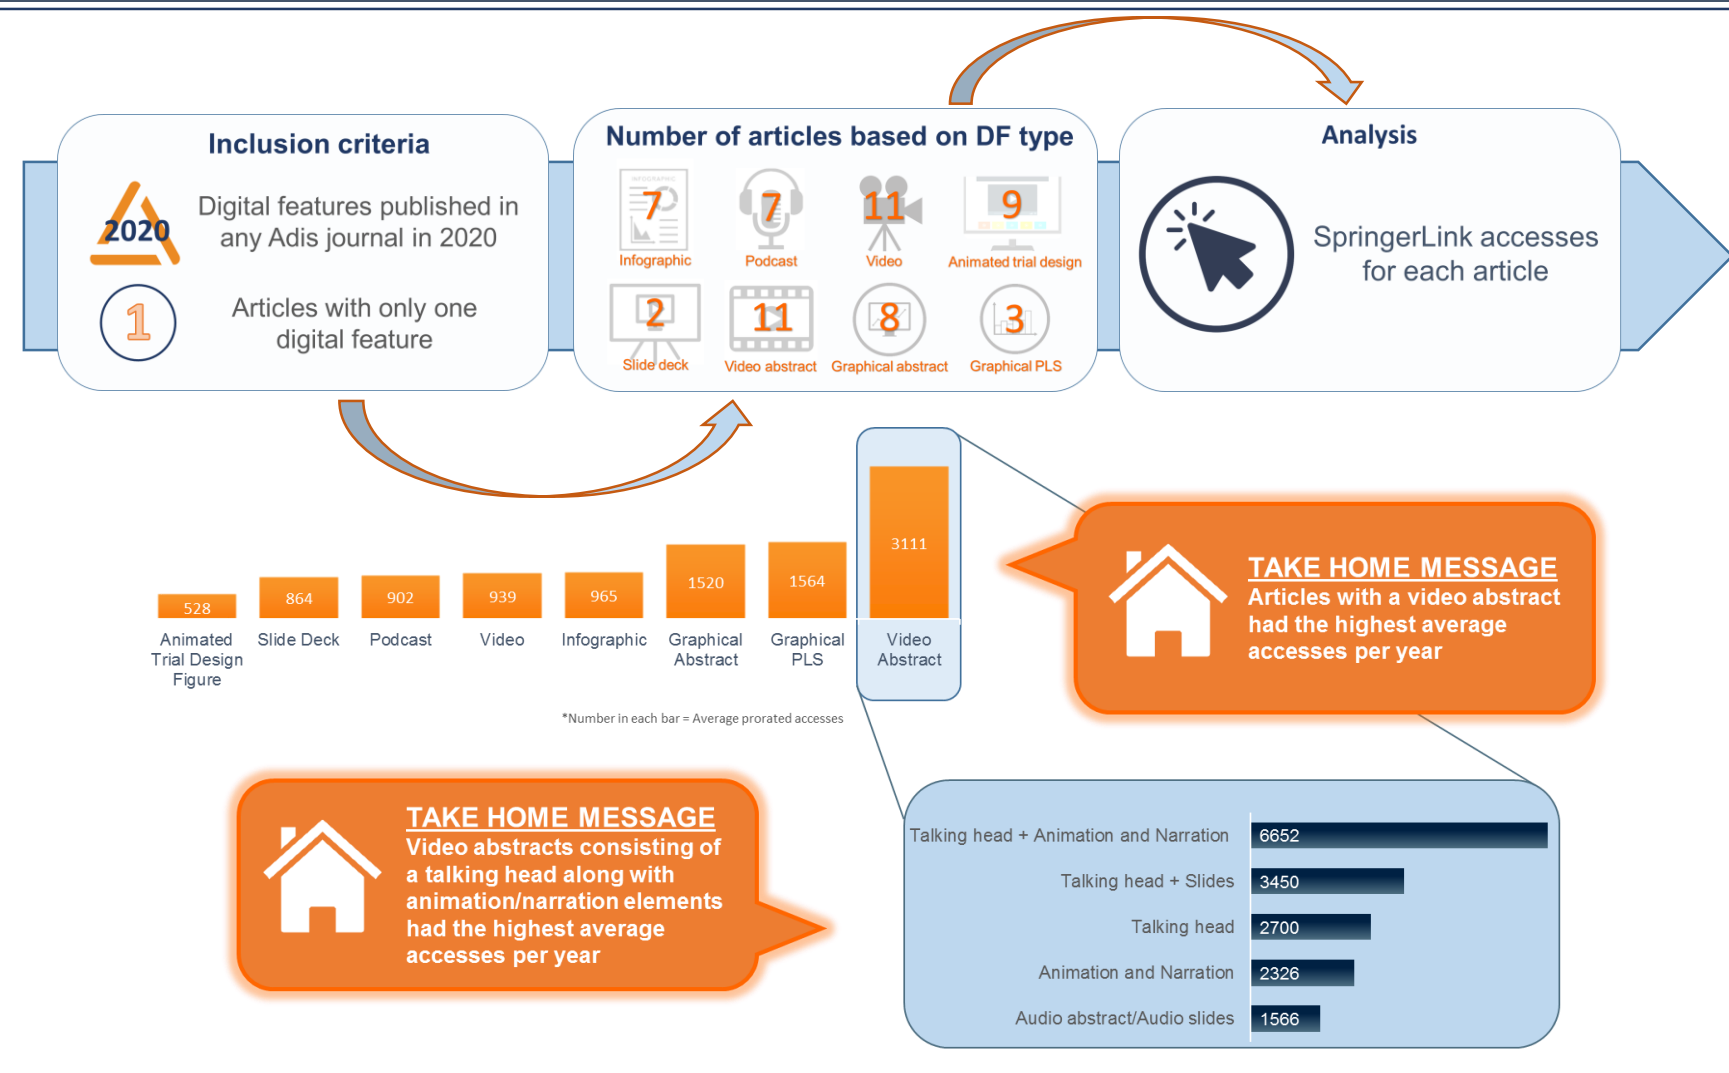 Inclusion criteria
2020
Digital features published in
any Adis journal in 2020
1
Articles with only one
digital feature
Number of articles based on DF type
INFOGRAPHIC
7
Infographic
7
Podcast
11
Video
9
Animated trial design
2
Slide deck
11
Video abstract
8
Graphical abstract
3
Graphical PLS
Analysis
SpringerLink accesses
for each article
528
864
902
939
965
1520
1564
3111
Animated
Trial Design
Figure
Slide Deck
Podcast
Video
Infographic
Graphical
Abstract
Graphical
PLS
Video
Abstract
*Number in each bar = Average prorated accesses
TAKE HOME MESSAGE
Articles with a video abstract
had the highest average
accesses per year
TAKE HOME MESSAGE
Video abstracts consisting of
a talking head along with
animation/narration elements
had the highest average
accesses per year
Talking head + Animation and Narration 6652
Talking head + Slides 3450
Talking head 2700
Animation and Narration 2326
Audio abstract/Audio slides 1566